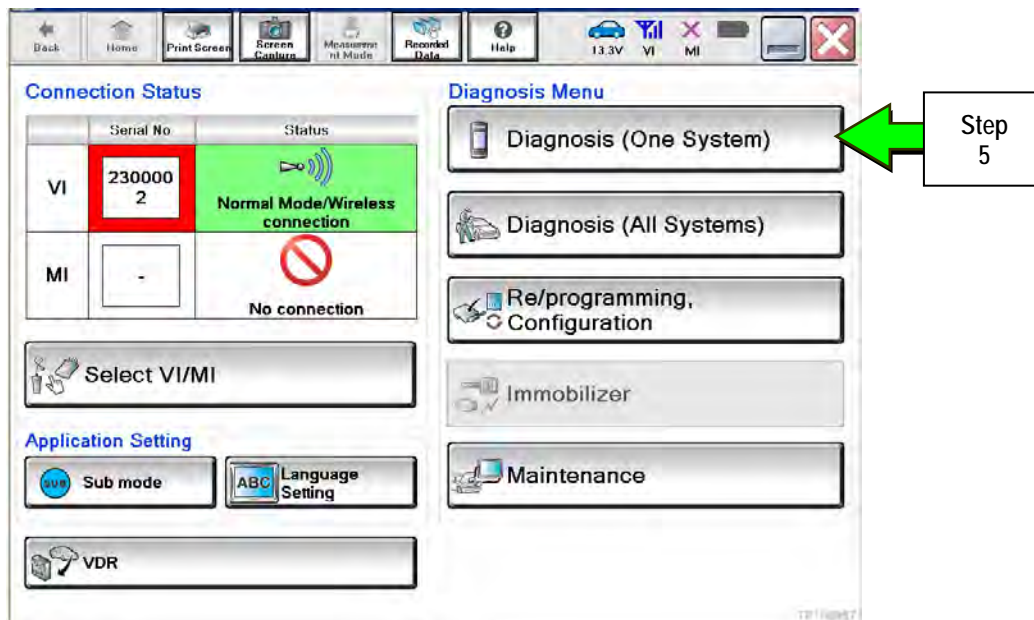 Back
Home
Print Screen
Screen
Capture
Measureme
nt Mode
Recorded
Data
Help
13.3V
VI
MI
Connection Status
Serial No
Status
VI
230000
2
Normal Mode/Wireless
connection
MI
-
No connection
Select VI/MI
Application Setting
SUB
Sub mode
ABC
Language
Setting
VDR
Diagnosis Menu
Diagnosis (One System)
Diagnosis (All Systems)
Re/programming,
Configuration
Immobilizer
Maintenance
Step
5